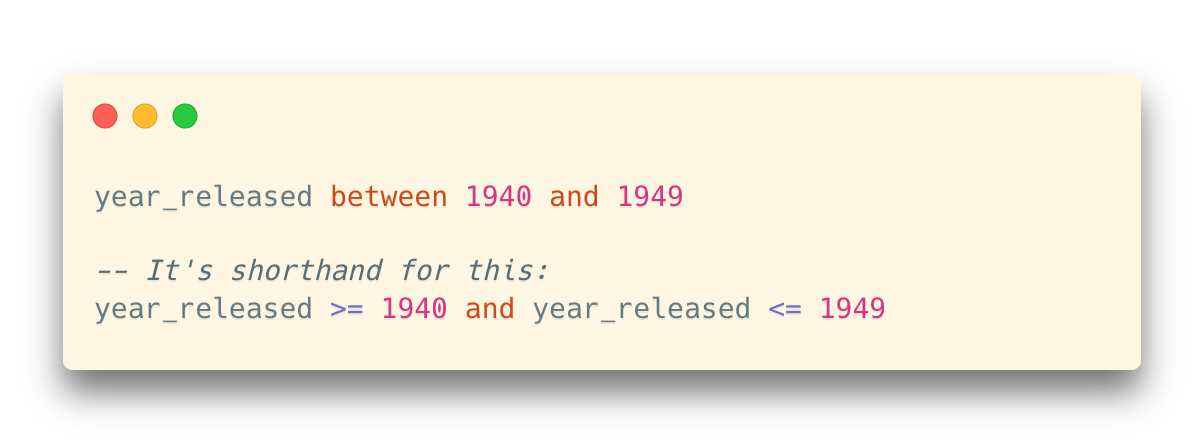 year_released between 1940 and 1949
-- It's shorthand for this:
year_released >= 1940 and year_released <= 1949